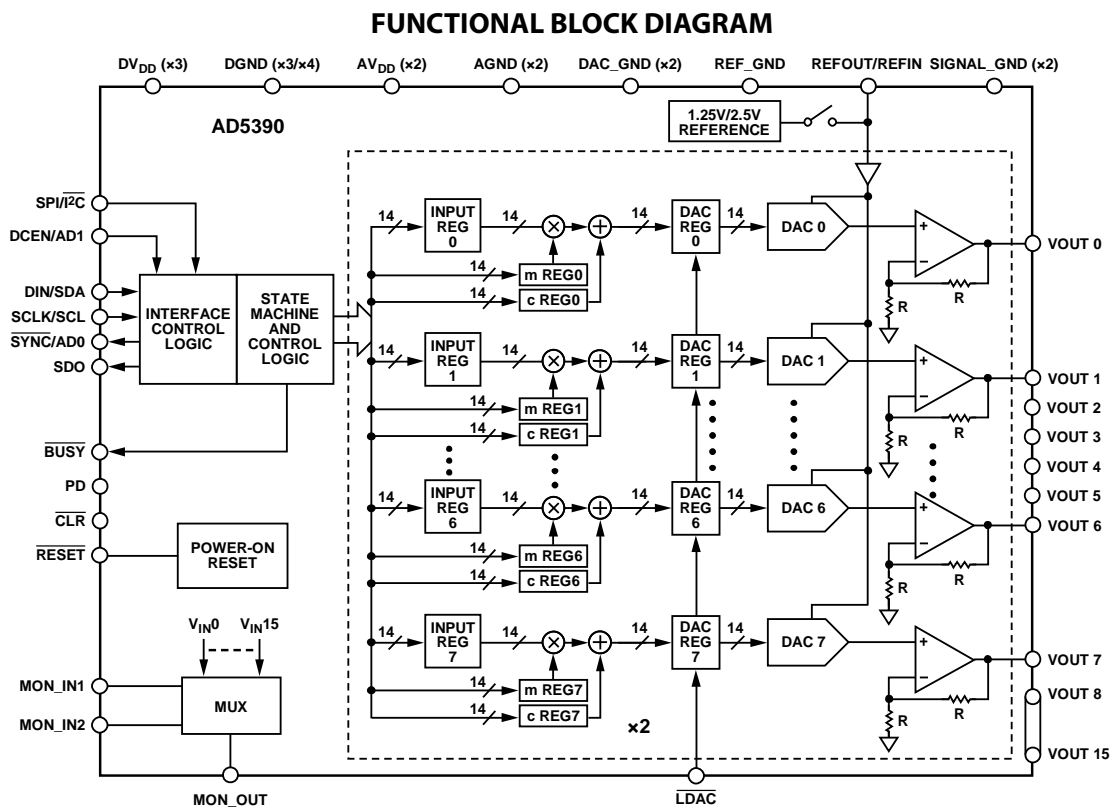 FUNCTIONAL BLOCK DIAGRAM
DVDD (×3)
DGND (×3/×4)
AVDD (×2)
AGND (×2)
DAC_GND (×2)
REF_GND
REFOUT/REFIN
SIGNAL_GND (×2)
AD5390
1.25V/2.5V
REFERENCE
SPI/I2C
DCEN/AD1
DIN/SDA
SCLK/SCL
SYNC/AD0
SDO
BUSY
PD
CLR
RESET
INTERFACE
CONTROL
LOGIC
STATE
MACHINE
AND
CONTROL
LOGIC
POWER-ON
RESET
VIN0
VIN15
MON_IN1
MON_IN2
MUX
MON_OUT
14
INPUT
REG
0
14
14
DAC
REG
0
14
DAC 0
+
−
R
R
VOUT 0
14
m REG0
14
c REG0
14
INPUT
REG
1
14
14
DAC
REG
1
14
DAC 1
+
−
R
R
VOUT 1
14
m REG1
14
c REG1
VOUT 2
VOUT 3
VOUT 4
VOUT 5
14
INPUT
REG
6
14
14
DAC
REG
6
14
DAC 6
+
−
R
R
VOUT 6
14
m REG6
14
c REG6
14
INPUT
REG
7
14
14
DAC
REG
7
14
DAC 7
+
−
R
R
VOUT 7
14
m REG7
14
c REG7
×2
VOUT 8
VOUT 15
LDAC